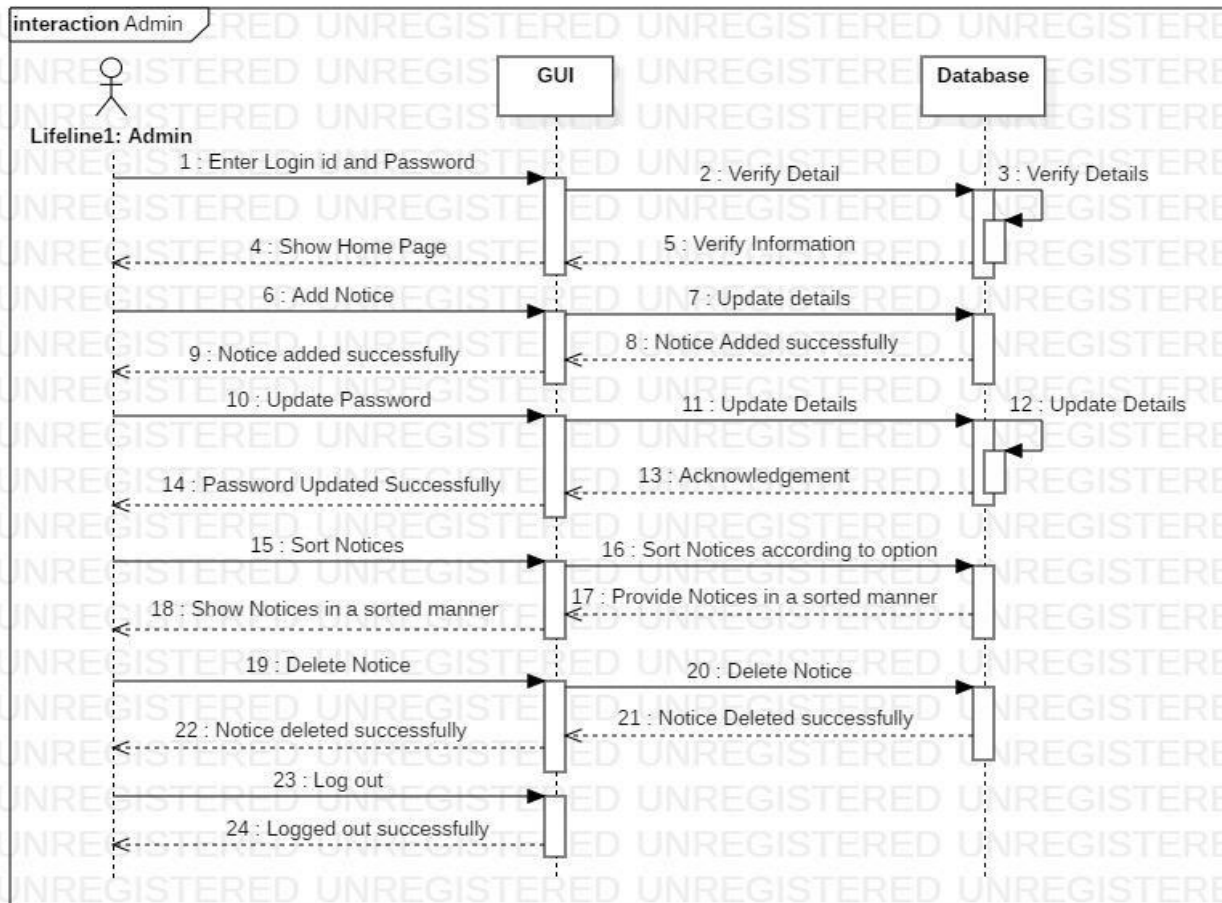 interaction Admin
GUI
Database
Lifeline1: Admin
1 : Enter Login id and Password
2 : Verify Detail
3 : Verify Details
4 : Show Home Page
5 : Verify Information
6 : Add Notice
7 : Update details
8 : Notice Added successfully
9 : Notice added successfully
10 : Update Password
11 : Update Details
12 : Update Details
13 : Acknowledgement
14 : Password Updated Successfully
15 : Sort Notices
16 : Sort Notices according to option
17 : Provide Notices in a sorted manner
18 : Show Notices in a sorted manner
19 : Delete Notice
20 : Delete Notice
21 : Notice Deleted successfully
22 : Notice deleted successfully
23 : Log out
24 : Logged out successfully
UNREGISTERED UNREGISTERED UNREGISTERED